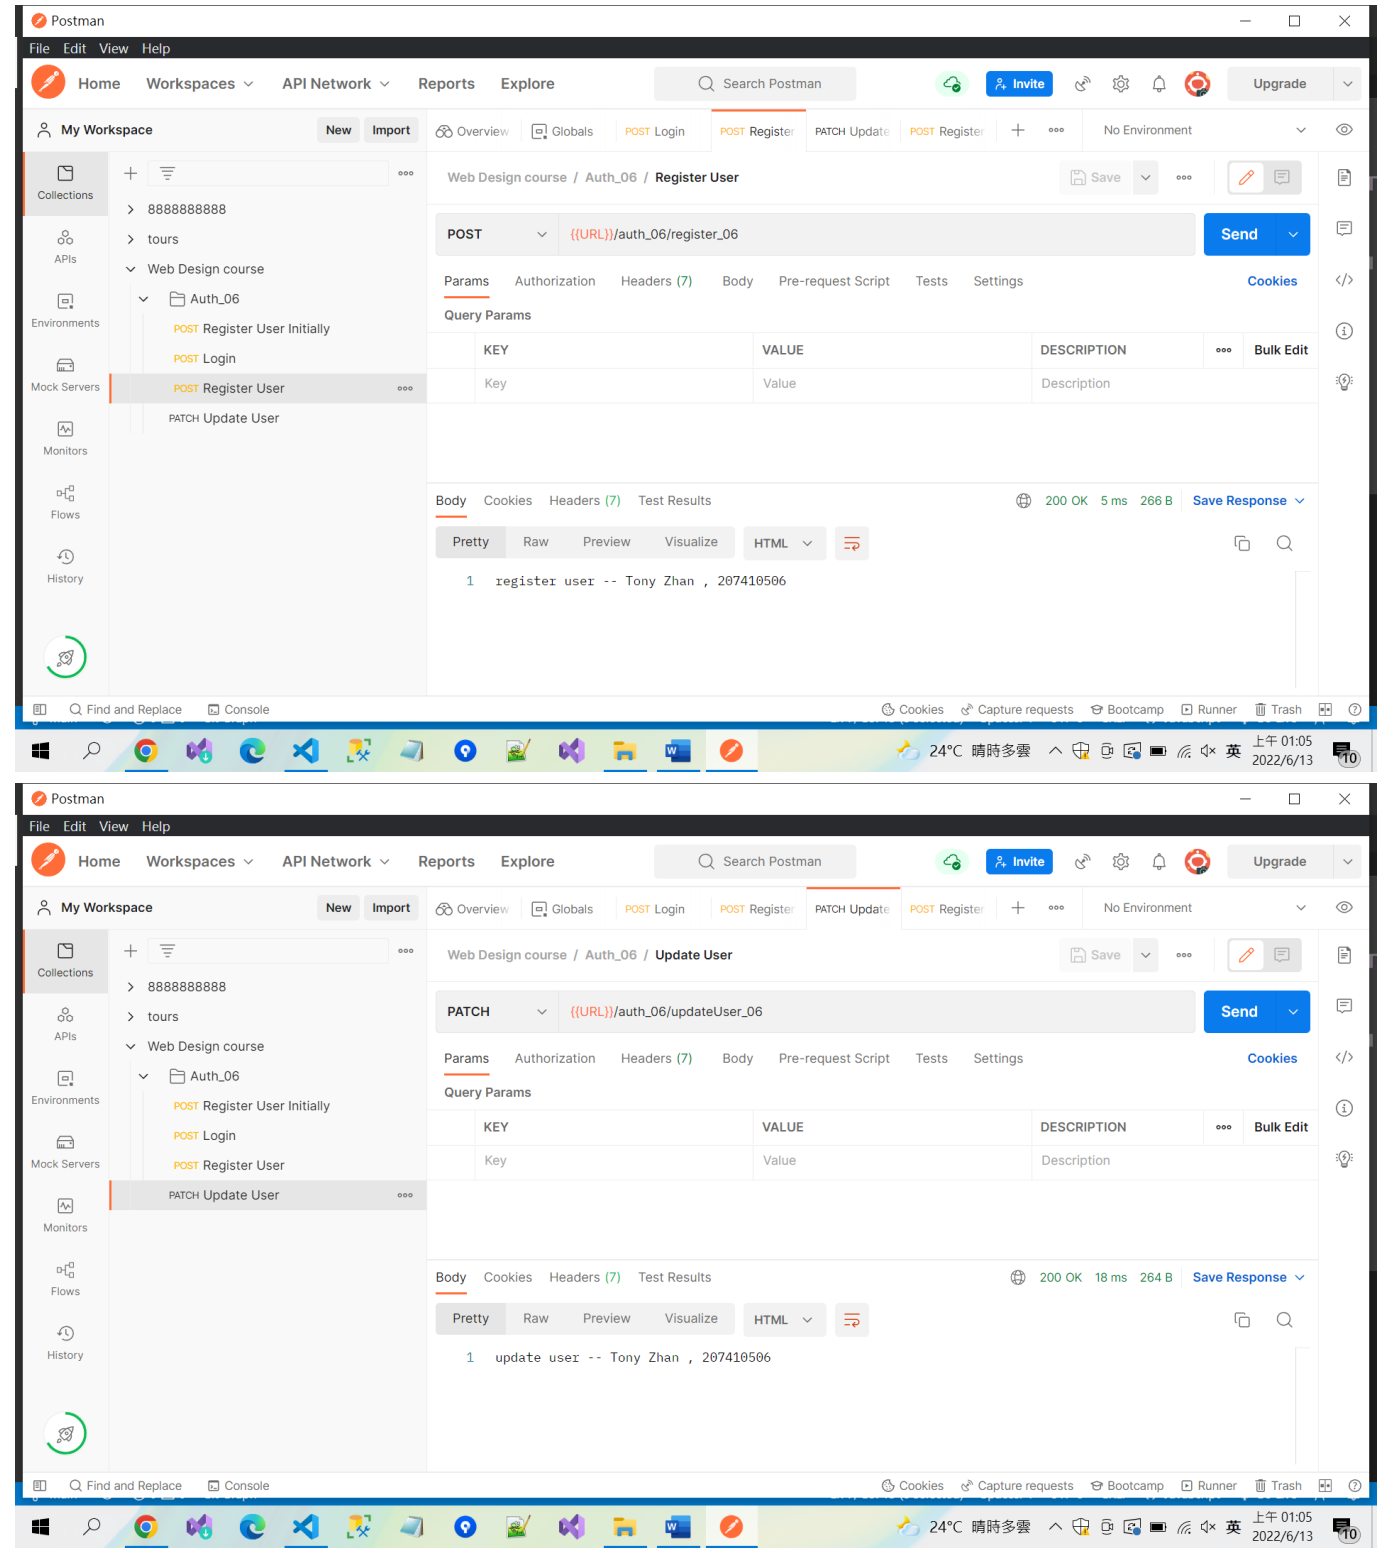 Postman
File Edit View Help
Home Workspaces API Network Reports Explore Search Postman Invite Upgrade
My Workspace New Import Overview Globals POST Login POST Register PATCH Update POST Register No Environment
Collections
Web Design course / Auth_06 / Register User Save
8888888888
POST {{URL}}/auth_06/register_06 Send
tours
APIs
Web Design course
Params Authorization Headers (7) Body Pre-request Script Tests Settings Cookies
Auth_06
Query Params
Environments
POST Register User Initially
KEY VALUE DESCRIPTION Bulk Edit
POST Login
Mock Servers
POST Register User
Key Value Description
PATCH Update User
Monitors
Body Cookies Headers (7) Test Results 200 OK 5 ms 266 B Save Response
Flows
Pretty Raw Preview Visualize HTML
History
1 register user -- Tony Zhan , 207410506
Find and Replace Console Cookies Capture requests Bootcamp Runner Trash
24°C 晴時多雲 英 上午 01:05
2022/6/13
10
Postman
File Edit View Help
Home Workspaces API Network Reports Explore Search Postman Invite Upgrade
My Workspace New Import Overview Globals POST Login POST Register PATCH Update POST Register No Environment
Collections
Web Design course / Auth_06 / Update User Save
8888888888
PATCH {{URL}}/auth_06/updateUser_06 Send
tours
APIs
Web Design course
Params Authorization Headers (7) Body Pre-request Script Tests Settings Cookies
Auth_06
Query Params
Environments
POST Register User Initially
KEY VALUE DESCRIPTION Bulk Edit
POST Login
Mock Servers
POST Register User
Key Value Description
PATCH Update User
Monitors
Body Cookies Headers (7) Test Results 200 OK 18 ms 264 B Save Response
Flows
Pretty Raw Preview Visualize HTML
History
1 update user -- Tony Zhan , 207410506
Find and Replace Console Cookies Capture requests Bootcamp Runner Trash
24°C 晴時多雲 英 上午 01:05
2022/6/13
10